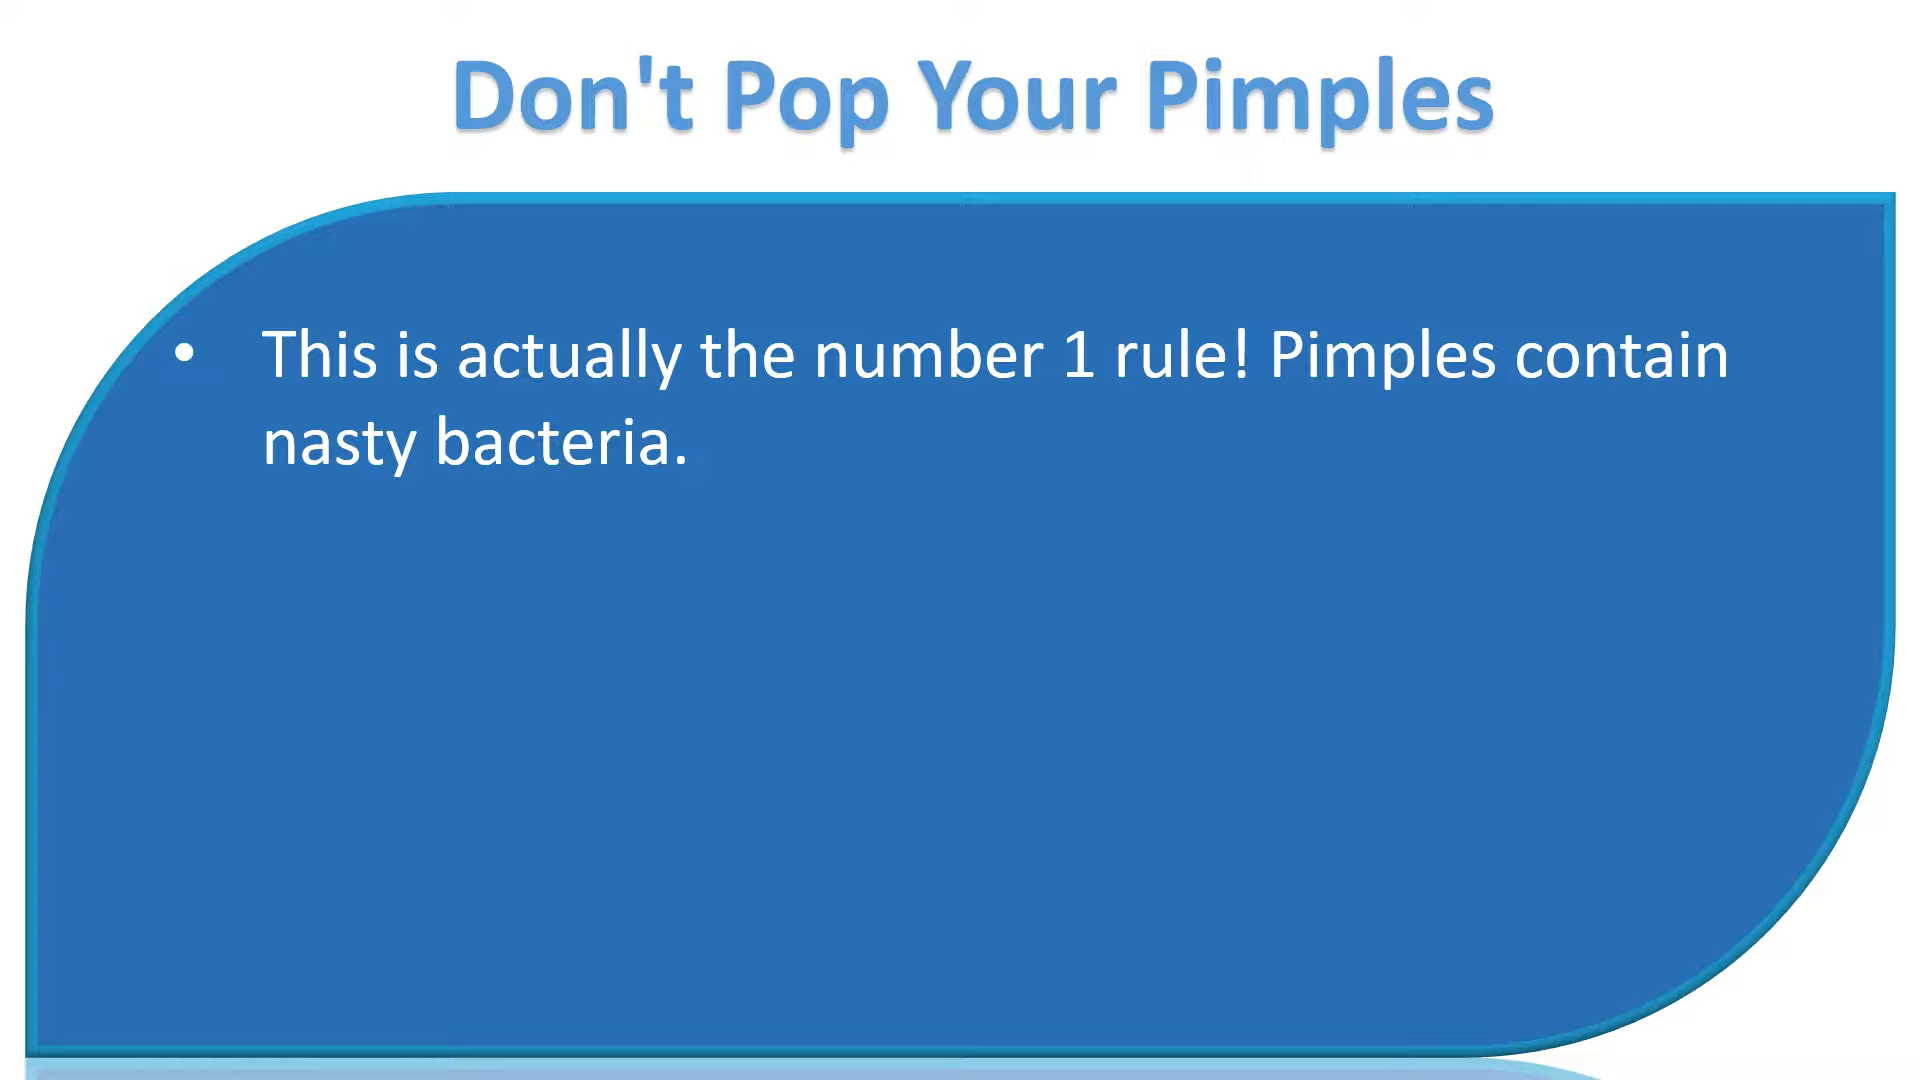 Don't Pop Your Pimples
• This is actually the number 1 rule! Pimples contain
nasty bacteria.